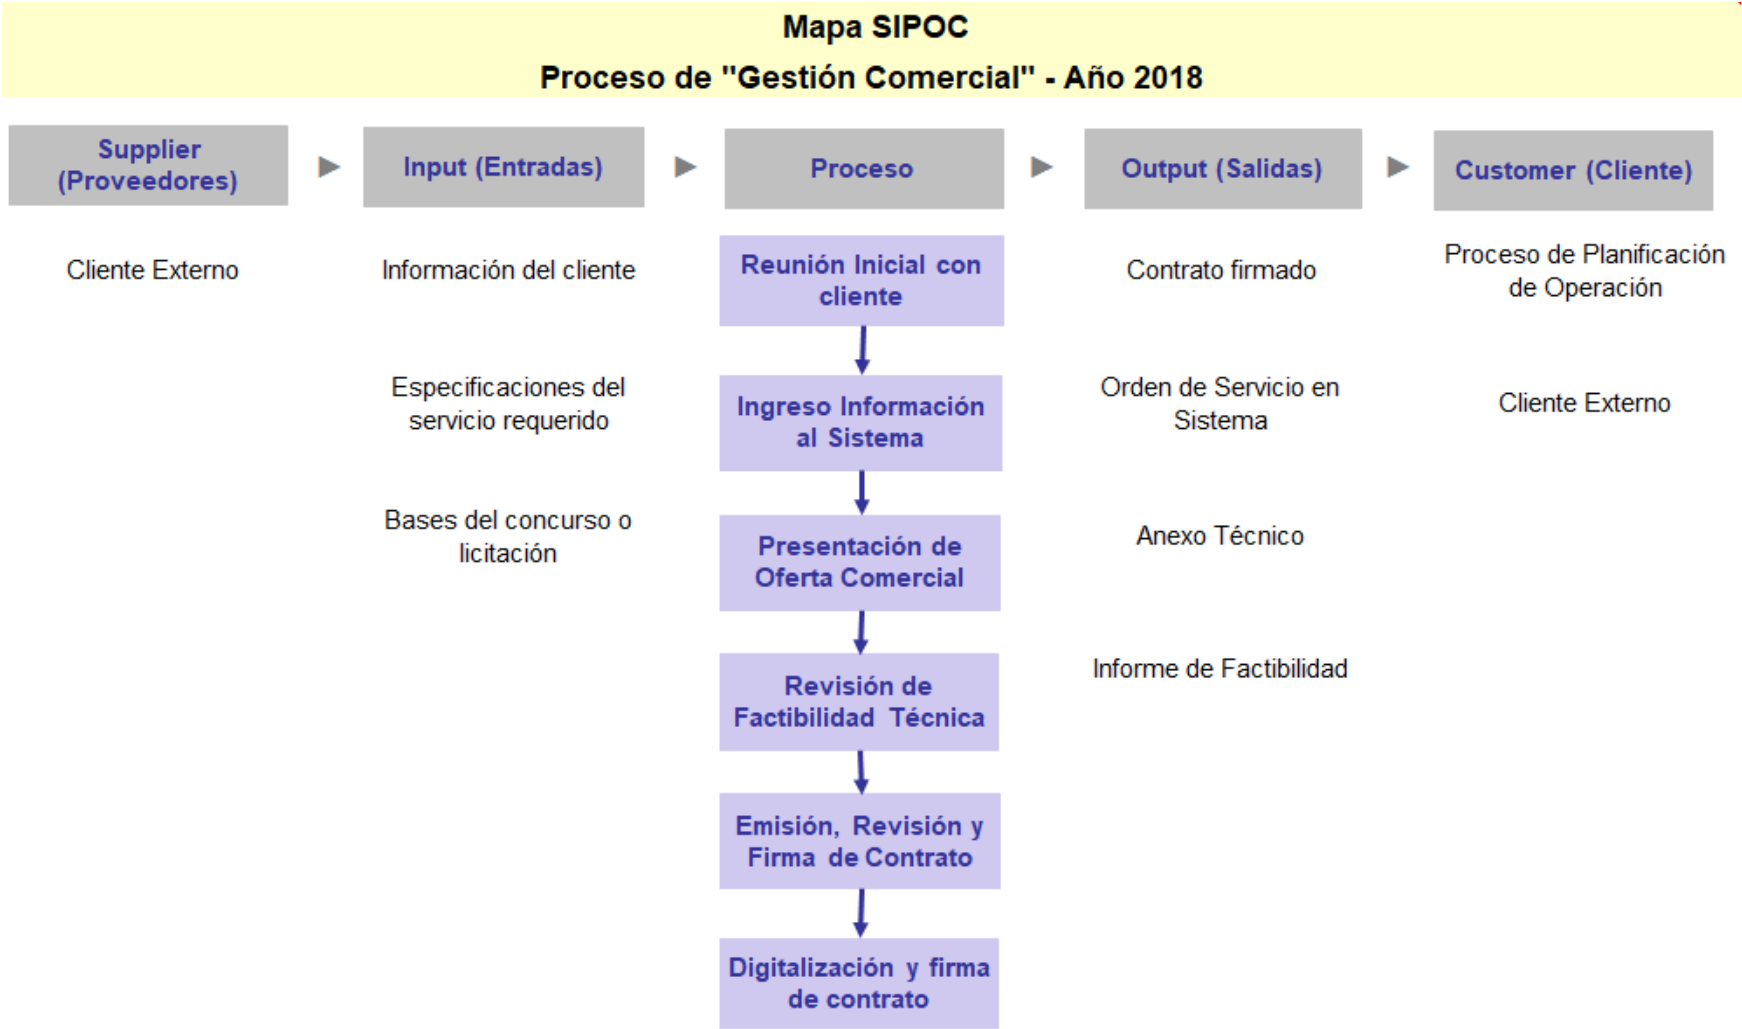 Mapa SIPOC
Proceso de "Gestión Comercial" - Año 2018
Supplier
(Proveedores)
Input (Entradas)
Proceso
Output (Salidas)
Customer (Cliente)
Cliente Externo
Información del cliente
Especificaciones del
servicio requerido
Bases del concurso o
licitación
Reunión Inicial con
cliente
Ingreso Información
al Sistema
Presentación de
Oferta Comercial
Revisión de
Factibilidad Técnica
Emisión, Revisión y
Firma de Contrato
Digitalización y firma
de contrato
Contrato firmado
Orden de Servicio en
Sistema
Anexo Técnico
Informe de Factibilidad
Proceso de Planificación
de Operación
Cliente Externo